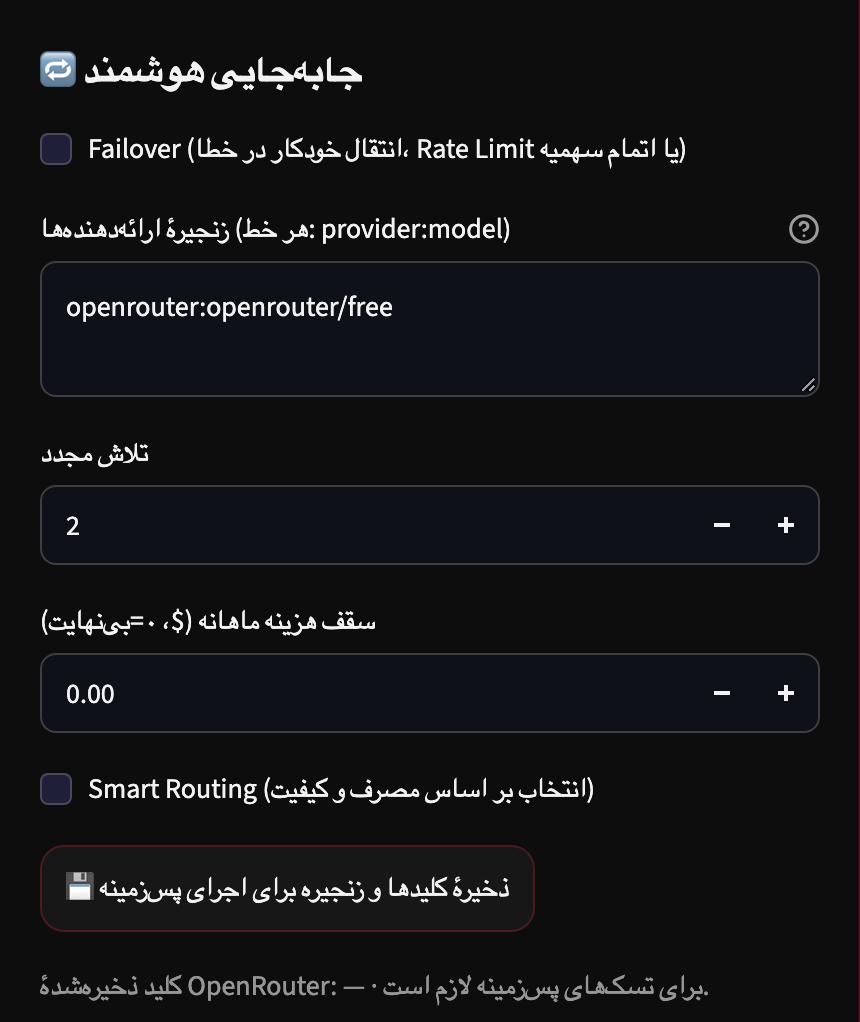 🔁 جابه‌جایی هوشمند
Failover (انتقال خودکار در خطا، Rate Limit یا اتمام سهمیه)
زنجیرهٔ ارائه‌دهنده‌ها (هر خط: provider:model)
openrouter:openrouter/free
تلاش مجدد
2
سقف هزینه ماهانه ($، ۰=بی‌نهایت)
0.00
Smart Routing (انتخاب بر اساس مصرف و کیفیت)
💾 ذخیرهٔ کلیدها و زنجیره برای اجرای پس‌زمینه
کلید ذخیره‌شدهٔ OpenRouter: — · برای تسک‌های پس‌زمینه لازم است.